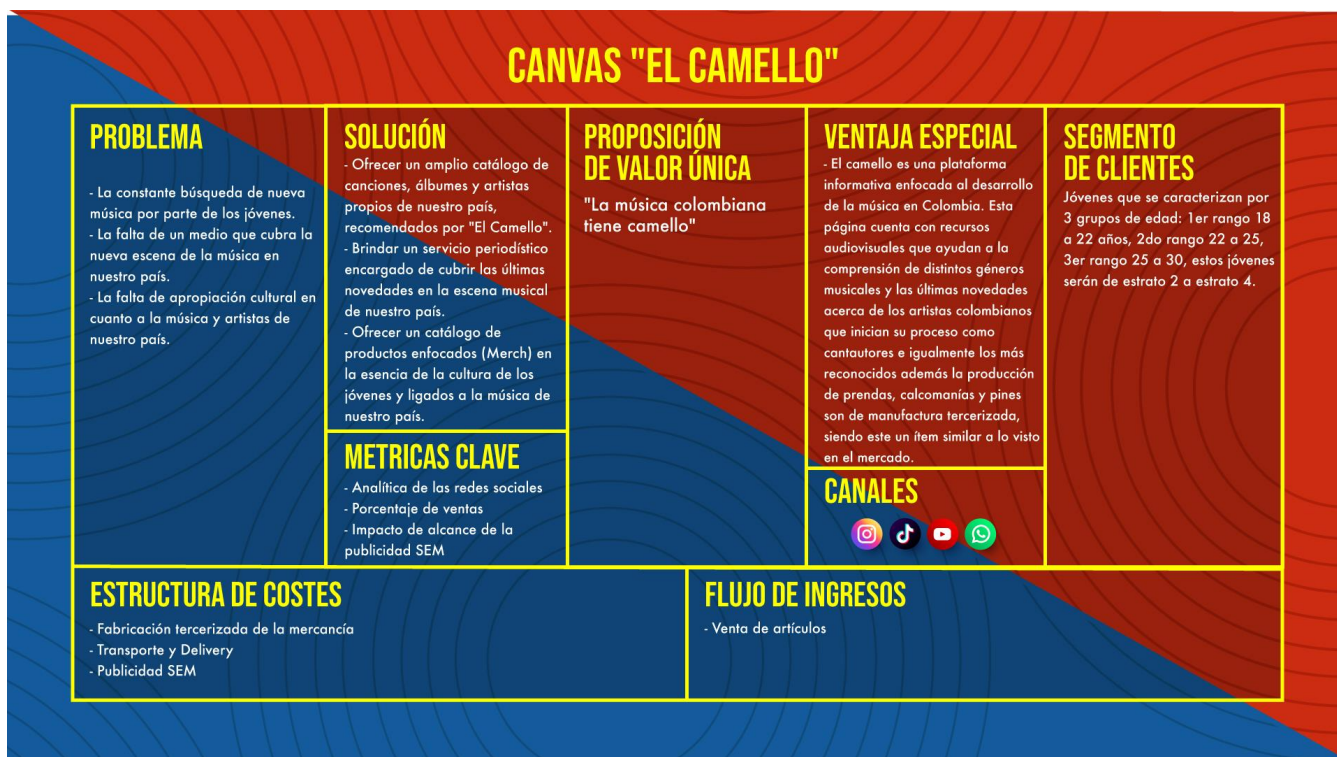 CANVAS "EL CAMELLO"
PROBLEMA
- La constante búsqueda de nueva
música por parte de los jóvenes.
- La falta de un medio que cubra la
nueva escena de la música en
nuestro país.
- La falta de apropiación cultural en
cuanto a la música y artistas de
nuestro país.
SOLUCIÓN
- Ofrecer un amplio catálogo de
canciones, álbumes y artistas
propios de nuestro país,
recomendados por "El Camello".
- Brindar un servicio periodístico
encargado de cubrir las últimas
novedades en la escena musical
de nuestro país.
- Ofrecer un catálogo de
productos enfocados (Merch) en
la esencia de la cultura de los
jóvenes y ligados a la música de
nuestro país.
METRICAS CLAVE
- Analítica de las redes sociales
- Porcentaje de ventas
- Impacto de alcance de la
publicidad SEM
PROPOSICIÓN
DE VALOR ÚNICA
"La música colombiana
tiene camello"
VENTAJA ESPECIAL
- El camello es una plataforma
informativa enfocada al desarrollo
de la música en Colombia. Esta
página cuenta con recursos
audiovisuales que ayudan a la
comprensión de distintos géneros
musicales y las últimas novedades
acerca de los artistas colombianos
que inician su proceso como
cantautores e igualmente los más
reconocidos además la producción
de prendas, calcomanías y pines
son de manufactura tercerizada,
siendo este un ítem similar a lo visto
en el mercado.
CANALES
SEGMENTO
DE CLIENTES
Jóvenes que se caracterizan por
3 grupos de edad: 1er rango 18
a 22 años, 2do rango 22 a 25,
3er rango 25 a 30, estos jóvenes
serán de estrato 2 a estrato 4.
ESTRUCTURA DE COSTES
- Fabricación tercerizada de la mercancía
- Transporte y Delivery
- Publicidad SEM
FLUJO DE INGRESOS
- Venta de artículos